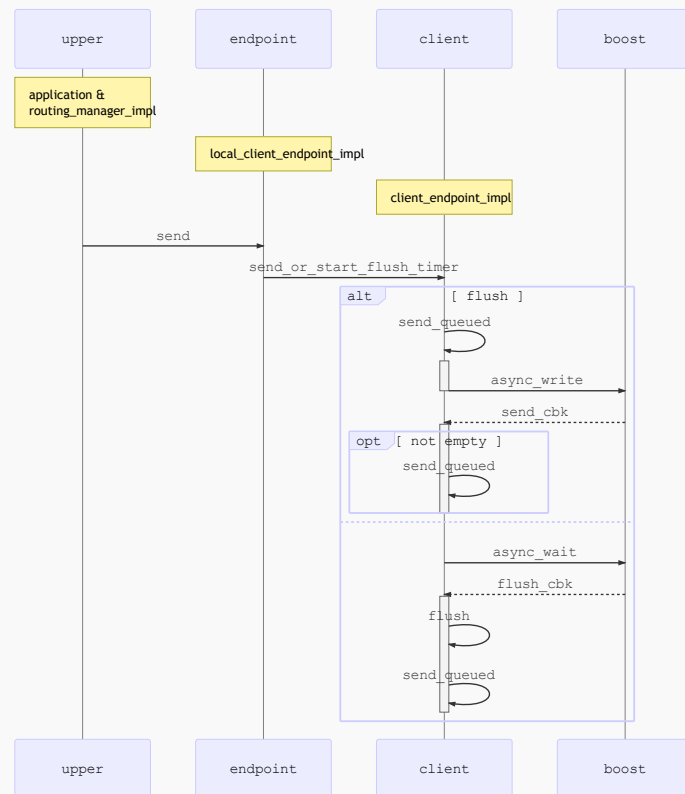 upper
endpoint
client
boost
application &
routing_manager_impl
local_client_endpoint_impl
client_endpoint_impl
send
send_or_start_flush_timer
alt
[ flush ]
send_queued
async_write
send_cbk
opt
[ not empty ]
send_queued
async_wait
flush_cbk
flush
send_queued
upper
endpoint
client
boost